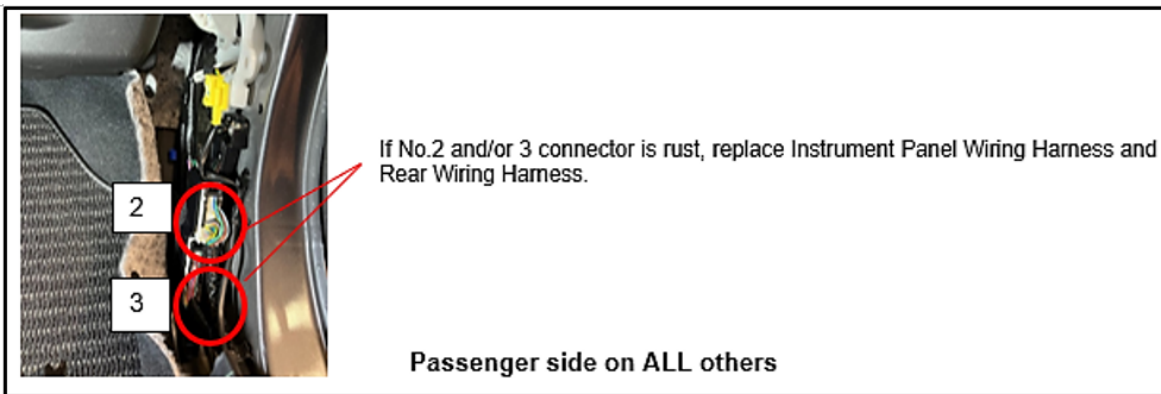 If No.2 and/or 3 connector is rust, replace Instrument Panel Wiring Harness and
Rear Wiring Harness.
2
3
Passenger side on ALL others